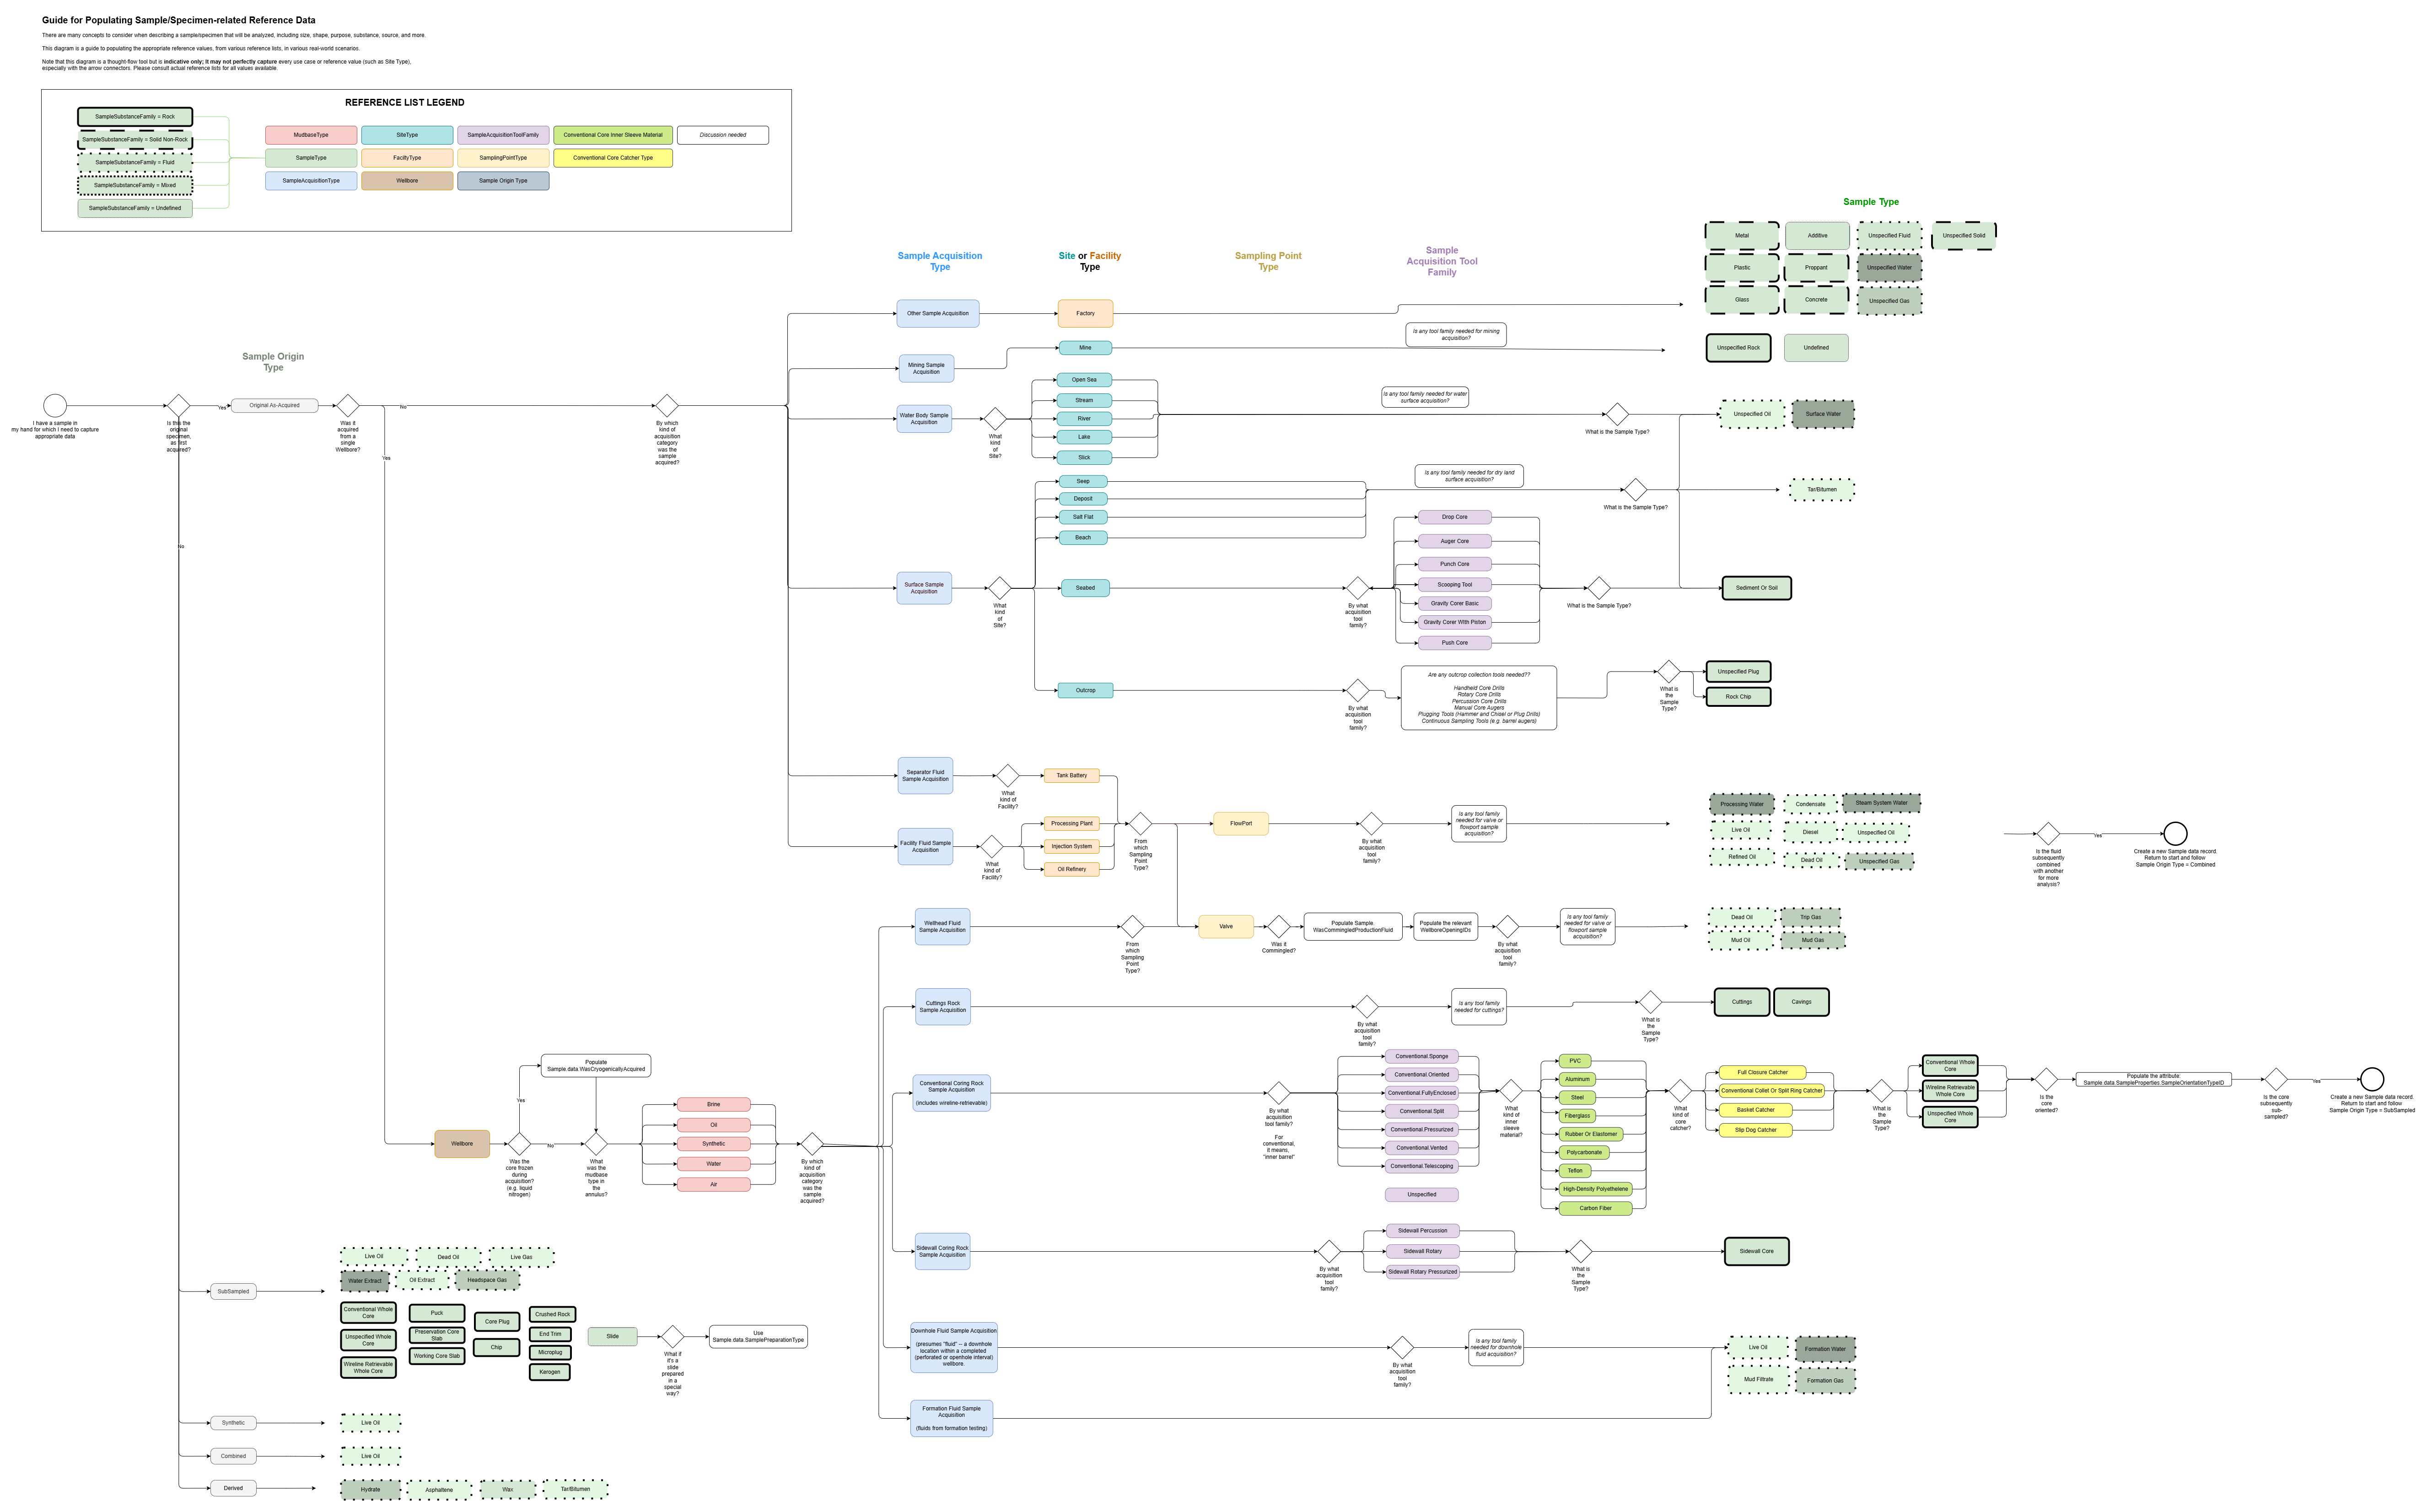 Guide for Populating Sample/Specimen-related Reference Data
There are many concepts to consider when describing a sample/specimen that will be analyzed, including size, shape, purpose, substance, source, and more.
This diagram is a guide to populating the appropriate reference values, from various reference lists, in various real-world scenarios.
Note that this diagram is a thought-flow tool but is indicative only; it may not perfectly capture every use case or reference value (such as Site Type),
especially with the arrow connectors. Please consult actual reference lists for all values available.
REFERENCE LIST LEGEND
SampleSubstanceFamily = Rock
SampleSubstanceFamily = Solid Non-Rock
SampleSubstanceFamily = Fluid
SampleSubstanceFamily = Mixed
SampleSubstanceFamily = Undefined
MudbaseType
SiteType
SampleAcquisitionToolFamily
Conventional Core Inner Sleeve Material
Discussion needed
SampleType
FacilityType
SamplingPointType
Conventional Core Catcher Type
SampleAcquisitionType
Wellbore
Sample Origin Type
Sample Type
Metal
Additive
Unspecified Fluid
Unspecified Solid
Plastic
Proppant
Unspecified Water
Glass
Concrete
Unspecified Gas
Unspecified Rock
Undefined
Sample Acquisition
Type
Site or Facility
Type
Sampling Point
Type
Sample
Acquisition Tool
Family
Sample Origin
Type
I have a sample in
my hand for which I need to capture
appropriate data
Is this the
original
specimen,
as first
acquired?
Yes
No
Original As-Acquired
Was it
acquired
from a
single
Wellbore?
No
Yes
By which
kind of
acquisition
category
was the
sample
acquired?
Other Sample Acquisition
Factory
Mining Sample
Acquisition
Mine
Is any tool family needed for mining
acquisition?
Water Body Sample
Acquisition
What
kind
of
Site?
Open Sea
Stream
River
Lake
Slick
Is any tool family needed for water
surface acquisition?
What is the Sample Type?
Unspecified Oil
Surface Water
Surface Sample
Acquisition
What
kind
of
Site?
Seep
Deposit
Salt Flat
Beach
Seabed
Outcrop
Is any tool family needed for dry land
surface acquisition?
What is the Sample Type?
Tar/Bitumen
By what
acquisition
tool
family?
Drop Core
Auger Core
Punch Core
Scooping Tool
Gravity Corer Basic
Gravity Corer With Piston
Push Core
What is the Sample Type?
Sediment Or Soil
By what
acquisition
tool
family?
Are any outcrop collection tools needed??
Handheld Core Drills
Rotary Core Drills
Percussion Core Drills
Manual Core Augers
Plugging Tools (Hammer and Chisel or Plug Drills)
Continuous Sampling Tools (e.g. barrel augers)
What is
the
Sample
Type?
Unspecified Plug
Rock Chip
Separator Fluid
Sample Acquisition
What
kind of
Facility?
Tank Battery
Facility Fluid Sample
Acquisition
What
kind of
Facility?
Processing Plant
Injection System
Oil Refinery
From
which
Sampling
Point
Type?
FlowPort
By what
acquisition
tool
family?
Is any tool family
needed for valve or
flowport sample
acquisition?
Processing Water
Condensate
Steam System Water
Live Oil
Diesel
Unspecified Oil
Refined Oil
Dead Oil
Unspecified Gas
Is the fluid
subsequently
combined
with another
for more
analysis?
Yes
Create a new Sample data record.
Return to start and follow
Sample Origin Type = Combined
Wellhead Fluid
Sample Acquisition
From
which
Sampling
Point
Type?
Valve
Was it
Commingled?
Populate Sample.
WasCommingledProductionFluid
Populate the relevant
WellboreOpeningIDs
By what
acquisition
tool
family?
Is any tool family
needed for valve or
flowport sample
acquisition?
Dead Oil
Trip Gas
Mud Oil
Mud Gas
Cuttings Rock
Sample Acquisition
By what
acquisition
tool
family?
Is any tool family
needed for cuttings?
What is
the
Sample
Type?
Cuttings
Cavings
Wellbore
Was the
core frozen
during
acquisition?
(e.g. liquid
nitrogen)
Yes
No
Populate
Sample.data.WasCryogenicallyAcquired
What
was the
mudbase
type in
the
annulus?
Brine
Oil
Synthetic
Water
Air
By which
kind of
acquisition
category
was the
sample
acquired?
Conventional Coring Rock
Sample Acquisition
(includes wireline-retrievable)
By what
acquisition
tool family?
For
conventional,
it means,
"inner barrel"
Conventional.Sponge
Conventional.Oriented
Conventional.FullyEnclosed
Conventional.Split
Conventional.Pressurized
Conventional.Vented
Conventional.Telescoping
Unspecified
What
kind of
inner
sleeve
material?
PVC
Aluminum
Steel
Fiberglass
Rubber Or Elastomer
Polycarbonate
Teflon
High-Density Polyethelene
Carbon Fiber
What
kind of
core
catcher?
Full Closure Catcher
Conventional Collet Or Spilt Ring Catcher
Basket Catcher
Slip Dog Catcher
What is
the
Sample
Type?
Conventional Whole
Core
Wireline Retrievable
Whole Core
Unspecified Whole
Core
Is the
core
oriented?
Populate the attribute:
Sample.data.SampleProperties.SampleOrientationTypeID
Is the core
subsequently
sub-
sampled?
Yes
Create a new Sample data record.
Return to start and follow
Sample Origin Type = SubSampled
Sidewall Coring Rock
Sample Acquisition
By what
acquisition
tool
family?
Sidewall Percussion
Sidewall Rotary
Sidewall Rotary Pressurized
What is
the
Sample
Type?
Sidewall Core
Downhole Fluid Sample Acquisition
(presumes "fluid" -- a downhole
location within a completed
(perforated or openhole interval)
wellbore.
By what
acquisition
tool
family?
Is any tool family
needed for downhole
fluid acquisition?
Live Oil
Formation Water
Mud Filtrate
Formation Gas
Formation Fluid Sample
Acquisition
(fluids from formation testing)
SubSampled
Live Oil
Dead Oil
Live Gas
Water Extract
Oil Extract
Headspace Gas
Conventional Whole
Core
Unspecified Whole
Core
Wireline Retrievable
Whole Core
Puck
Preservation Core
Slab
Working Core Slab
Core Plug
Chip
Crushed Rock
End Trim
Microplug
Kerogen
Slide
What if
it's a
slide
prepared
in a
special
way?
Use
Sample.data.SamplePreparationType
Synthetic
Live Oil
Combined
Live Oil
Derived
Hydrate
Asphaltene
Wax
Tar/Bitumen